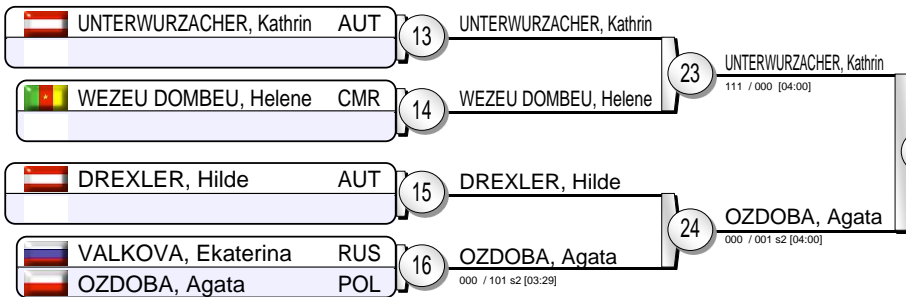 UNTERWURZACHER, Kathrin AUT
13
UNTERWURZACHER, Kathrin
WEZEU DOMBEU, Helene CMR
14
WEZEU DOMBEU, Helene
23
UNTERWURZACHER, Kathrin
111 / 000 [04:00]
DREXLER, Hilde AUT
15
DREXLER, Hilde
VALKOVA, Ekaterina RUS
OZDOBA, Agata POL
16
OZDOBA, Agata
000 / 101 s2 [03:29]
24
OZDOBA, Agata
000 / 001 s2 [04:00]